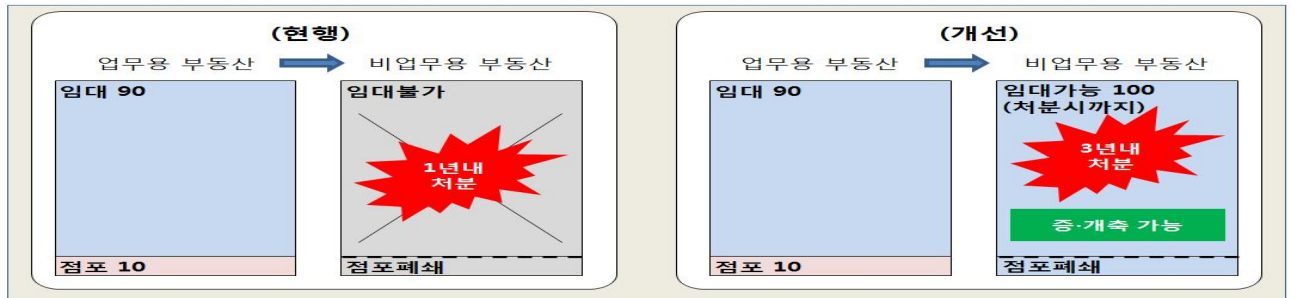 (현행)
업무용 부동산
비업무용 부동산
임대 90
점포 10
임대불가
1년내
처분
점포폐쇄
(개선)
업무용 부동산
비업무용 부동산
임대 90
점포 10
임대가능 100
(처분시까지)
3년내
처분
증·개축 가능
점포폐쇄